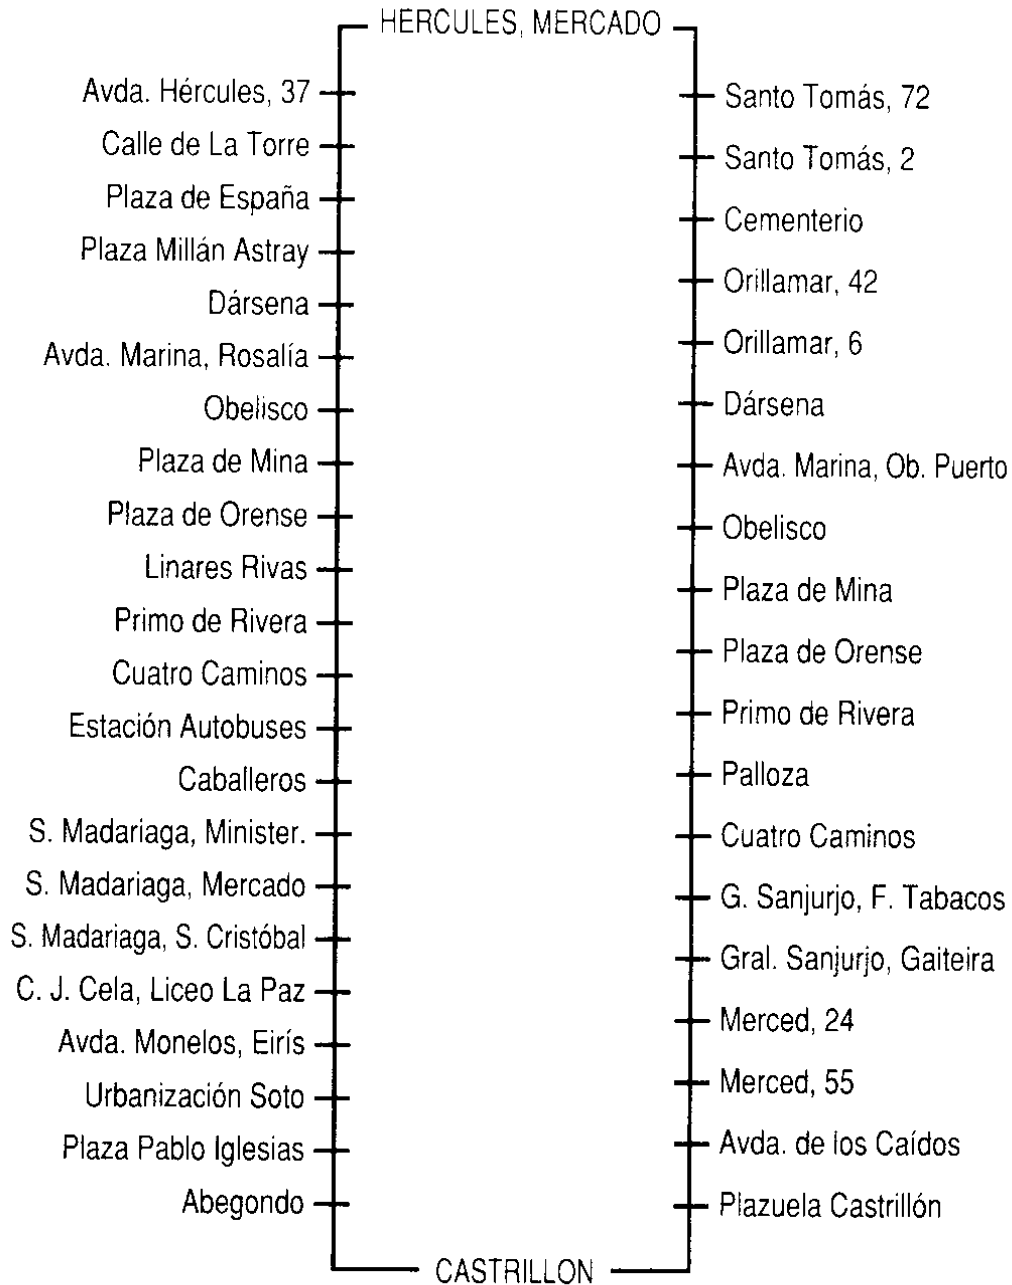 HERCULES, MERCADO
Avda. Hércules, 37
Calle de La Torre
Plaza de España
Plaza Millán Astray
Dársena
Avda. Marina, Rosalía
Obelisco
Plaza de Mina
Plaza de Orense
Linares Rivas
Primo de Rivera
Cuatro Caminos
Estación Autobuses
Caballeros
S. Madariaga, Minister.
S. Madariaga, Mercado
S. Madariaga, S. Cristóbal
C. J. Cela, Liceo La Paz
Avda. Monelos, Eirís
Urbanización Soto
Plaza Pablo Iglesias
Abegondo
Santo Tomás, 72
Santo Tomás, 2
Cementerio
Orillamar, 42
Orillamar, 6
Dársena
Avda. Marina, Ob. Puerto
Obelisco
Plaza de Mina
Plaza de Orense
Primo de Rivera
Palloza
Cuatro Caminos
G. Sanjurjo, F. Tabacos
Gral. Sanjurjo, Gaiteira
Merced, 24
Merced, 55
Avda. de los Caídos
Plazuela Castrillón
CASTRILLON